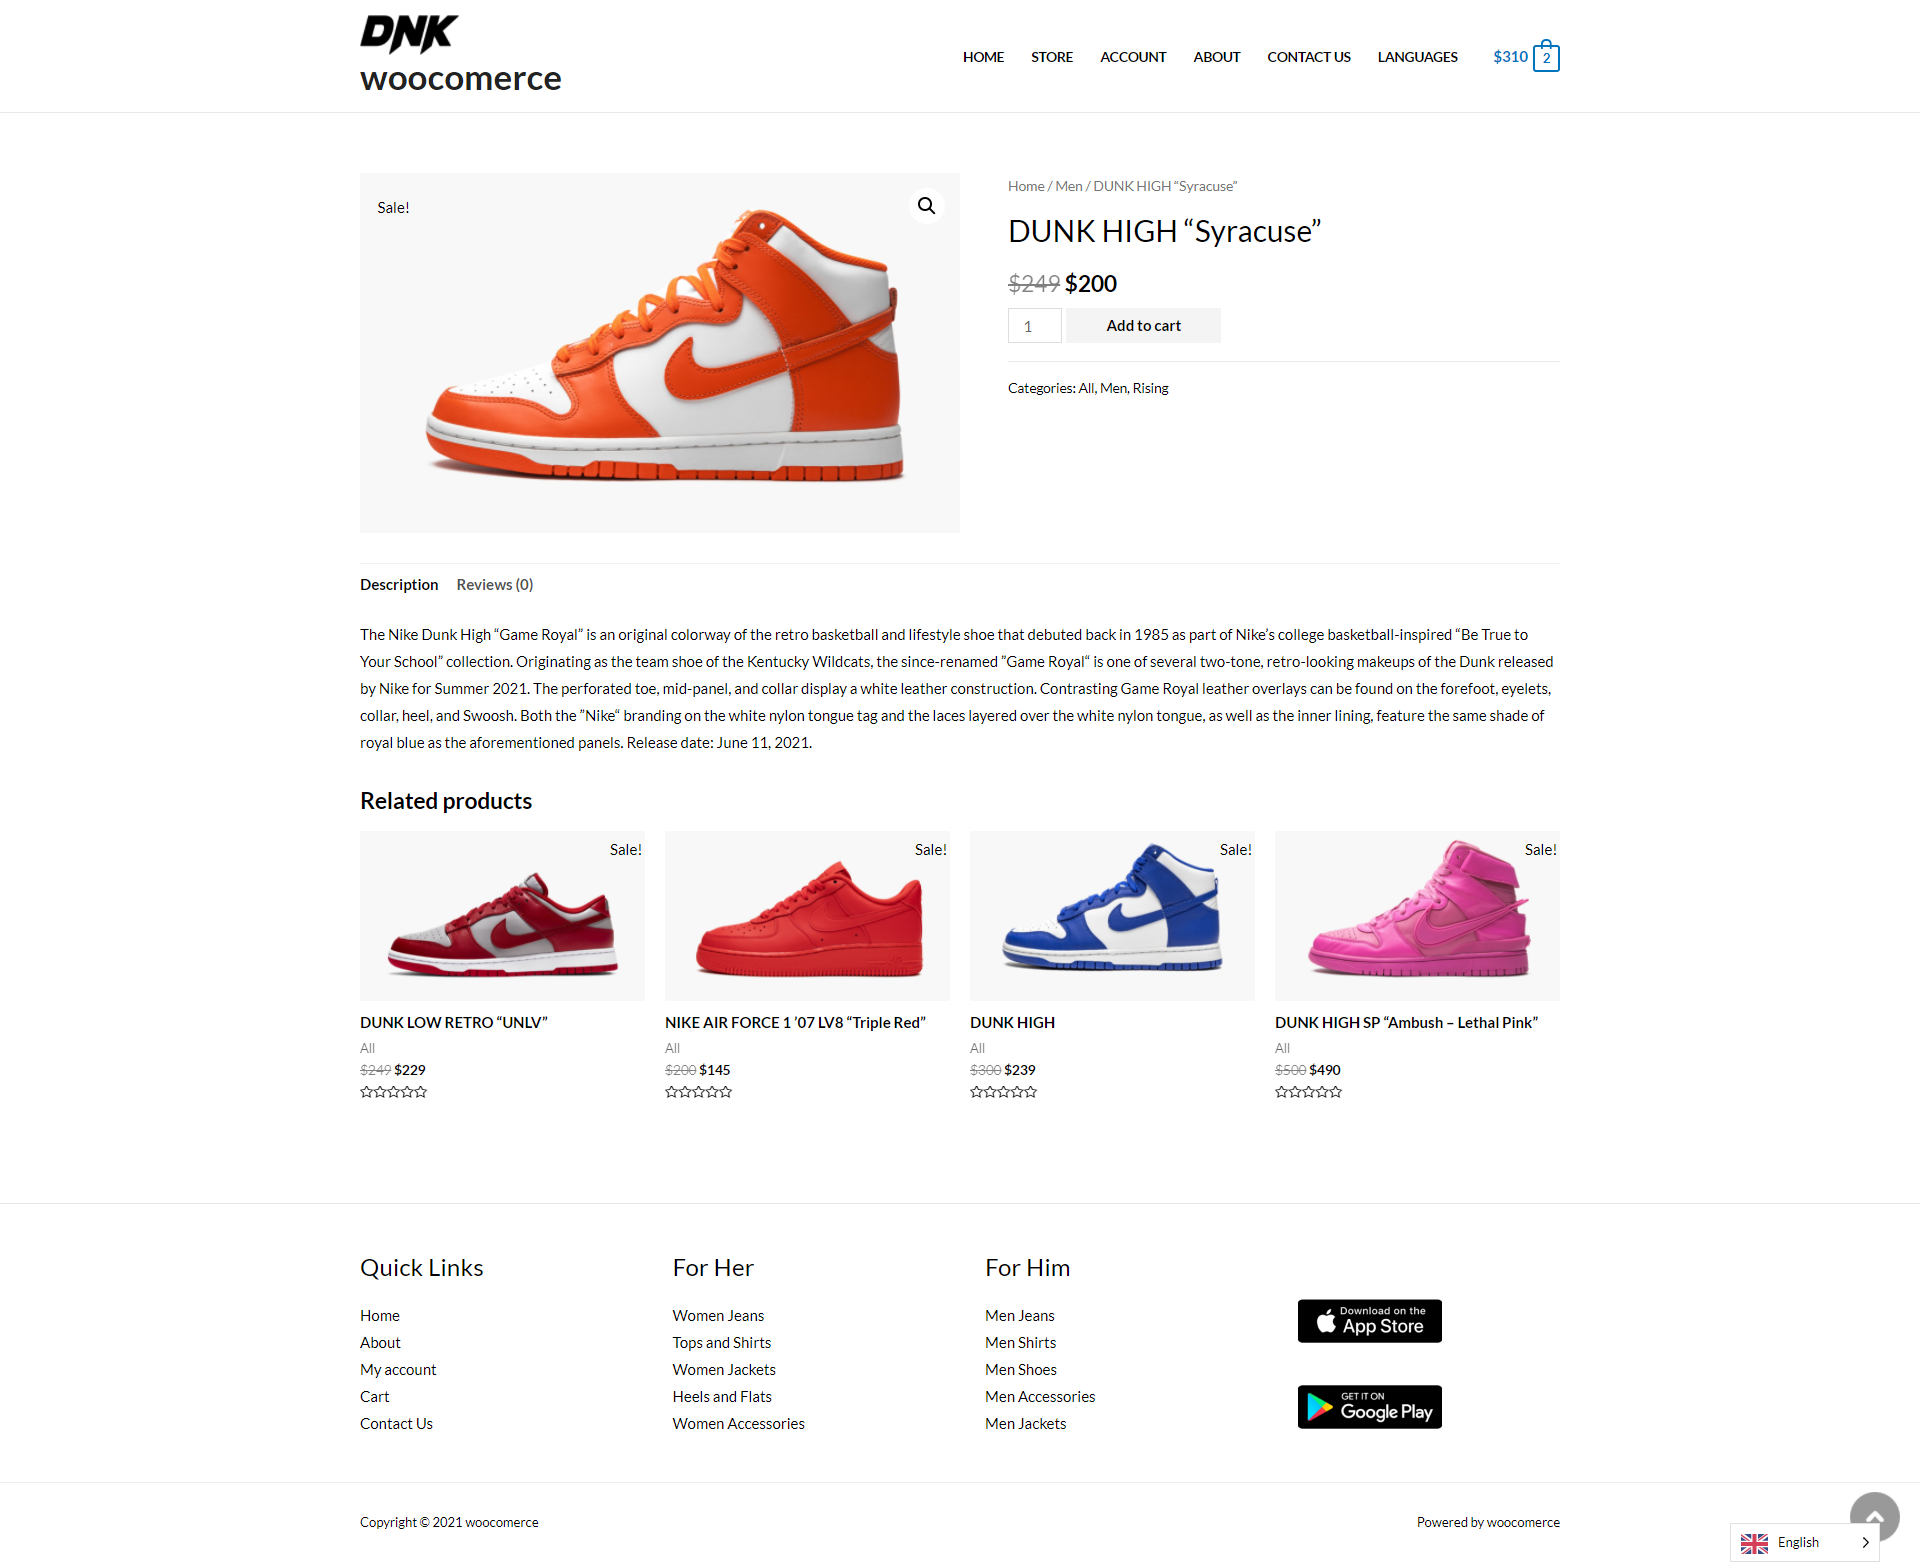 DNK
woocomerce
HOME STORE ACCOUNT ABOUT CONTACT US LANGUAGES $310 2
Sale!
Home / Men / DUNK HIGH “Syracuse”
DUNK HIGH “Syracuse”
$249 $200
1 Add to cart
Categories: All, Men, Rising
Description Reviews (0)
The Nike Dunk High “Game Royal” is an original colorway of the retro basketball and lifestyle shoe that debuted back in 1985 as part of Nike’s college basketball-inspired “Be True to
Your School” collection. Originating as the team shoe of the Kentucky Wildcats, the since-renamed ”Game Royal“ is one of several two-tone, retro-looking makeups of the Dunk released
by Nike for Summer 2021. The perforated toe, mid-panel, and collar display a white leather construction. Contrasting Game Royal leather overlays can be found on the forefoot, eyelets,
collar, heel, and Swoosh. Both the ”Nike“ branding on the white nylon tongue tag and the laces layered over the white nylon tongue, as well as the inner lining, feature the same shade of
royal blue as the aforementioned panels. Release date: June 11, 2021.
Related products
Sale!
DUNK LOW RETRO “UNLV”
All
$249 $229
Sale!
NIKE AIR FORCE 1 ’07 LV8 “Triple Red”
All
$200 $145
Sale!
DUNK HIGH
All
$300 $239
Sale!
DUNK HIGH SP “Ambush – Lethal Pink”
All
$500 $490
Quick Links
Home
About
My account
Cart
Contact Us
For Her
Women Jeans
Tops and Shirts
Women Jackets
Heels and Flats
Women Accessories
For Him
Men Jeans
Men Shirts
Men Shoes
Men Accessories
Men Jackets
Download on the
App Store
GET IT ON
Google Play
Copyright © 2021 woocomerce
Powered by woocomerce
English